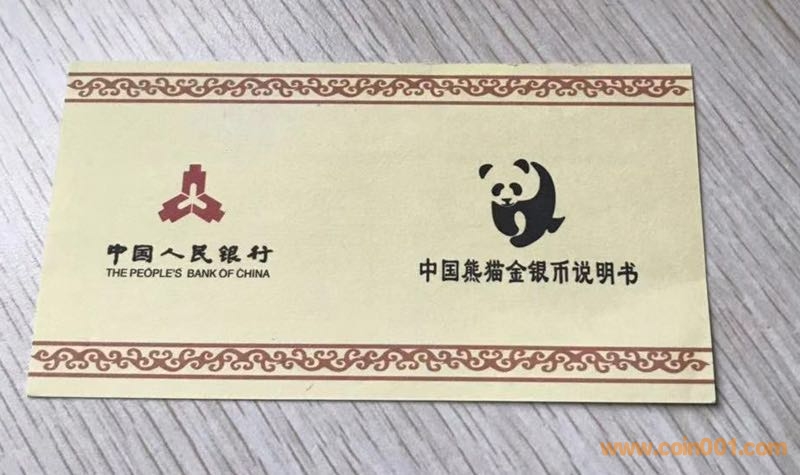 中国人民银行
THE PEOPLE'S BANK OF CHINA
中国熊猫金银币说明书
www.coin001.com